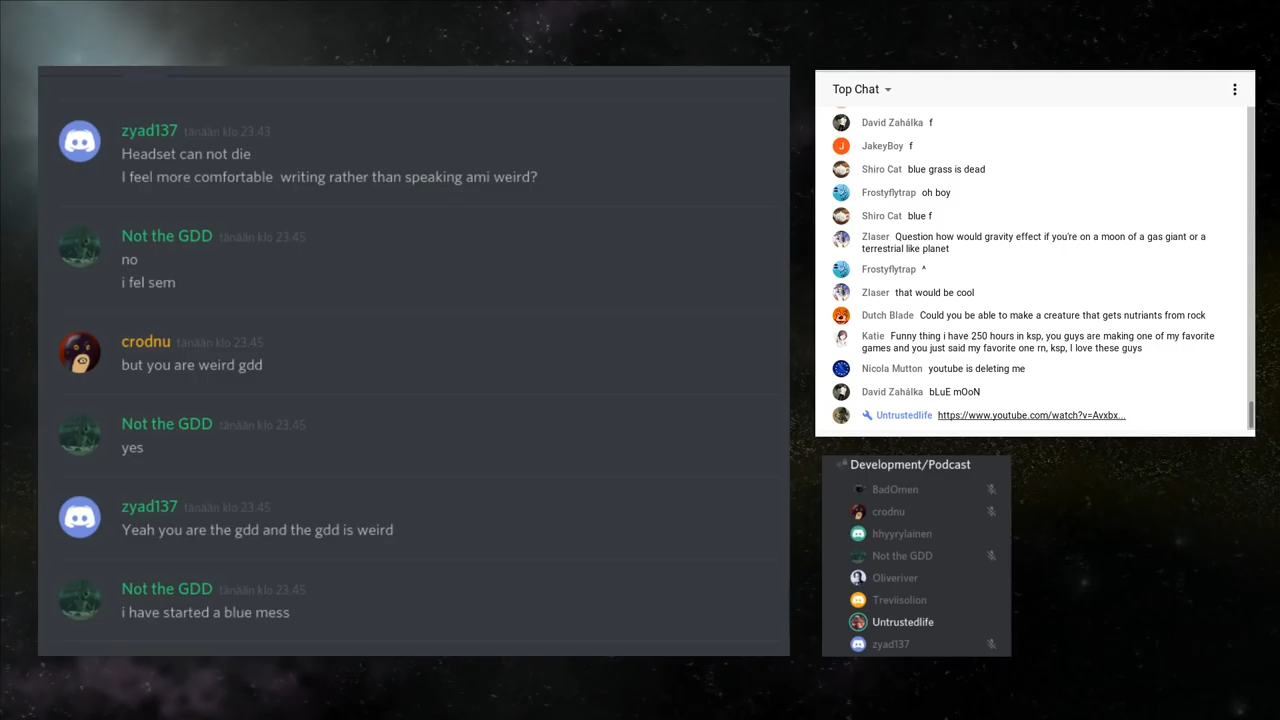 zyad137 tänään klo 23.43
Headset can not die
I feel more comfortable writing rather than speaking ami weird?
Not the GDD tänään klo 23.45
no
i fel sem
crodnu tänään klo 23.45
but you are weird gdd
Not the GDD tänään klo 23.45
yes
zyad137 tänään klo 23.45
Yeah you are the gdd and the gdd is weird
Not the GDD tänään klo 23.45
i have started a blue mess
Top Chat
David Zahálka f
J JakeyBoy f
Shiro Cat blue grass is dead
Frostyflytrap oh boy
Shiro Cat blue f
Zlaser Question how would gravity effect if you're on a moon of a gas giant or a
terrestrial like planet
Frostyflytrap ^
Zlaser that would be cool
Dutch Blade Could you be able to make a creature that gets nutriants from rock
Katie Funny thing i have 250 hours in ksp, you guys are making one of my favorite
games and you just said my favorite one rn, ksp, I love these guys
Nicola Mutton youtube is deleting me
David Zahálka bLuE mOoN
Untrustedlife https://www.youtube.com/watch?v=Avxbx...
Development/Podcast
BadOmen
crodnu
hhyyrylainen
Not the GDD
Oliveriver
Treviisolion
Untrustedlife
zyad137